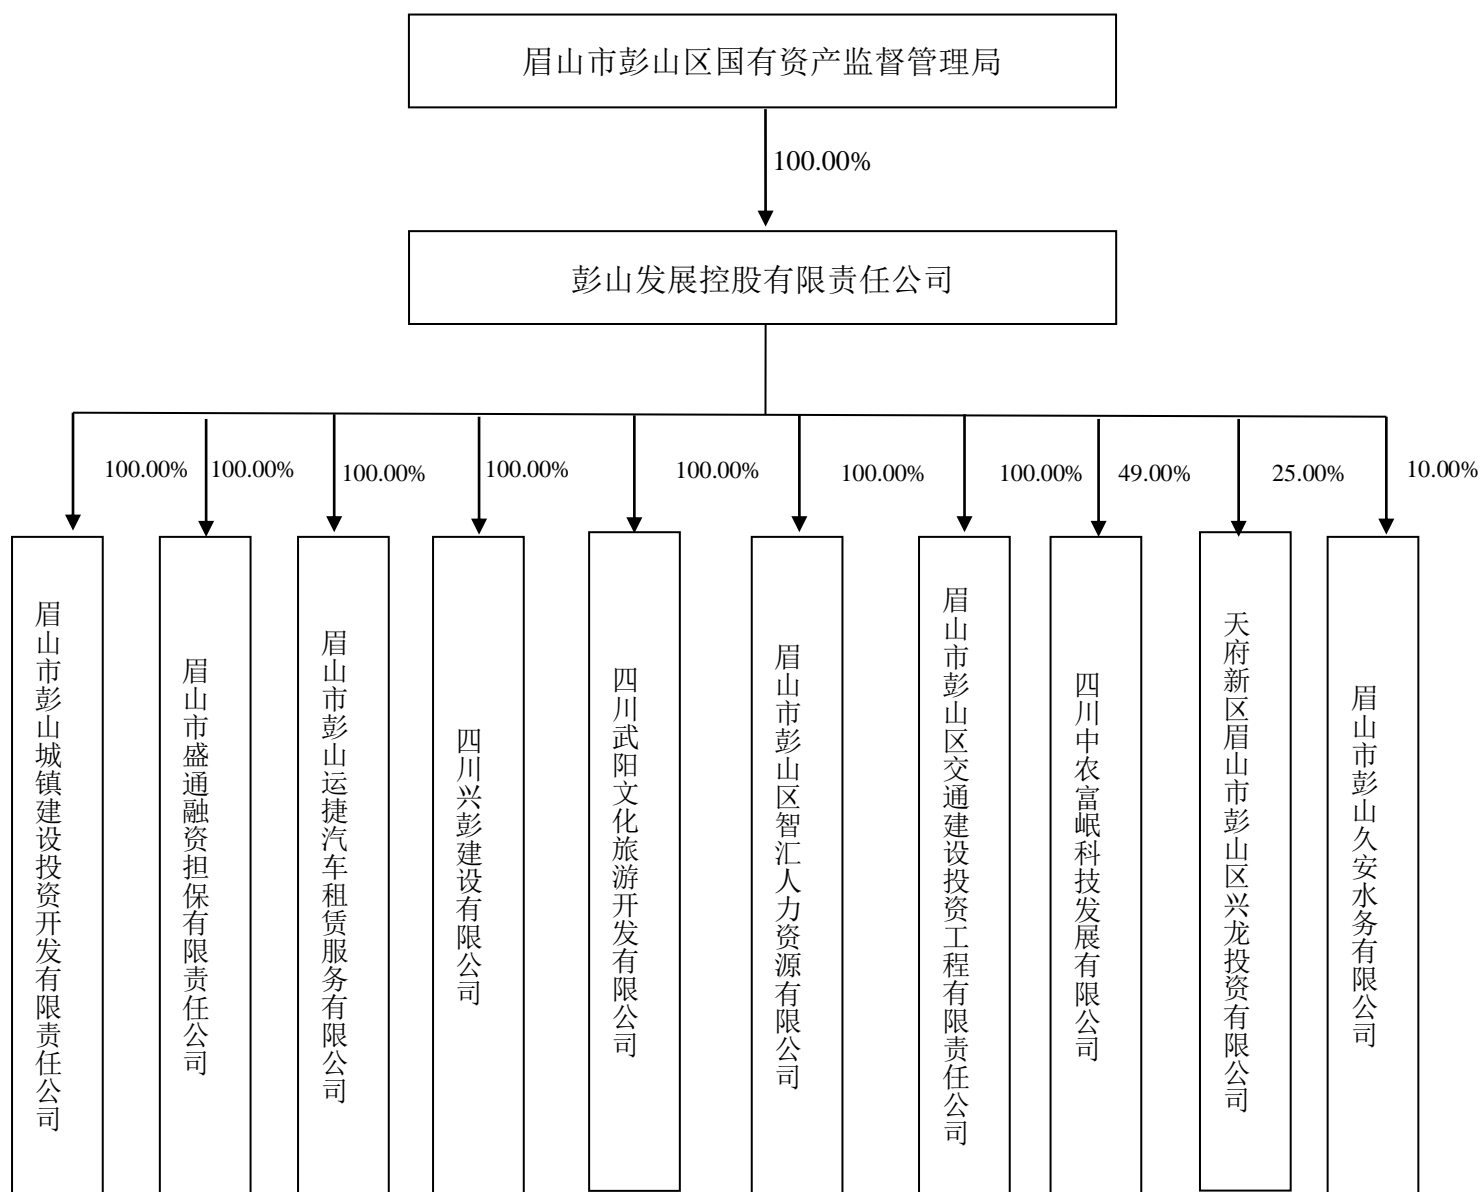 眉山市彭山区国有资产监督管理局
100.00%
彭山发展控股有限责任公司
100.00%
100.00%
100.00%
100.00%
100.00%
100.00%
100.00%
49.00%
25.00%
10.00%
眉山市彭山城镇建设投资开发有限责任公司
眉山市盛通融资担保有限责任公司
眉山市彭山运捷汽车租赁服务有限公司
四川兴彭建设有限公司
四川武阳文化旅游开发有限公司
眉山市彭山区智汇人力资源有限公司
眉山市彭山区交通建设投资工程有限责任公司
四川中农富岷科技发展有限公司
天府新区眉山市彭山区兴龙投资有限公司
眉山市彭山久安水务有限公司